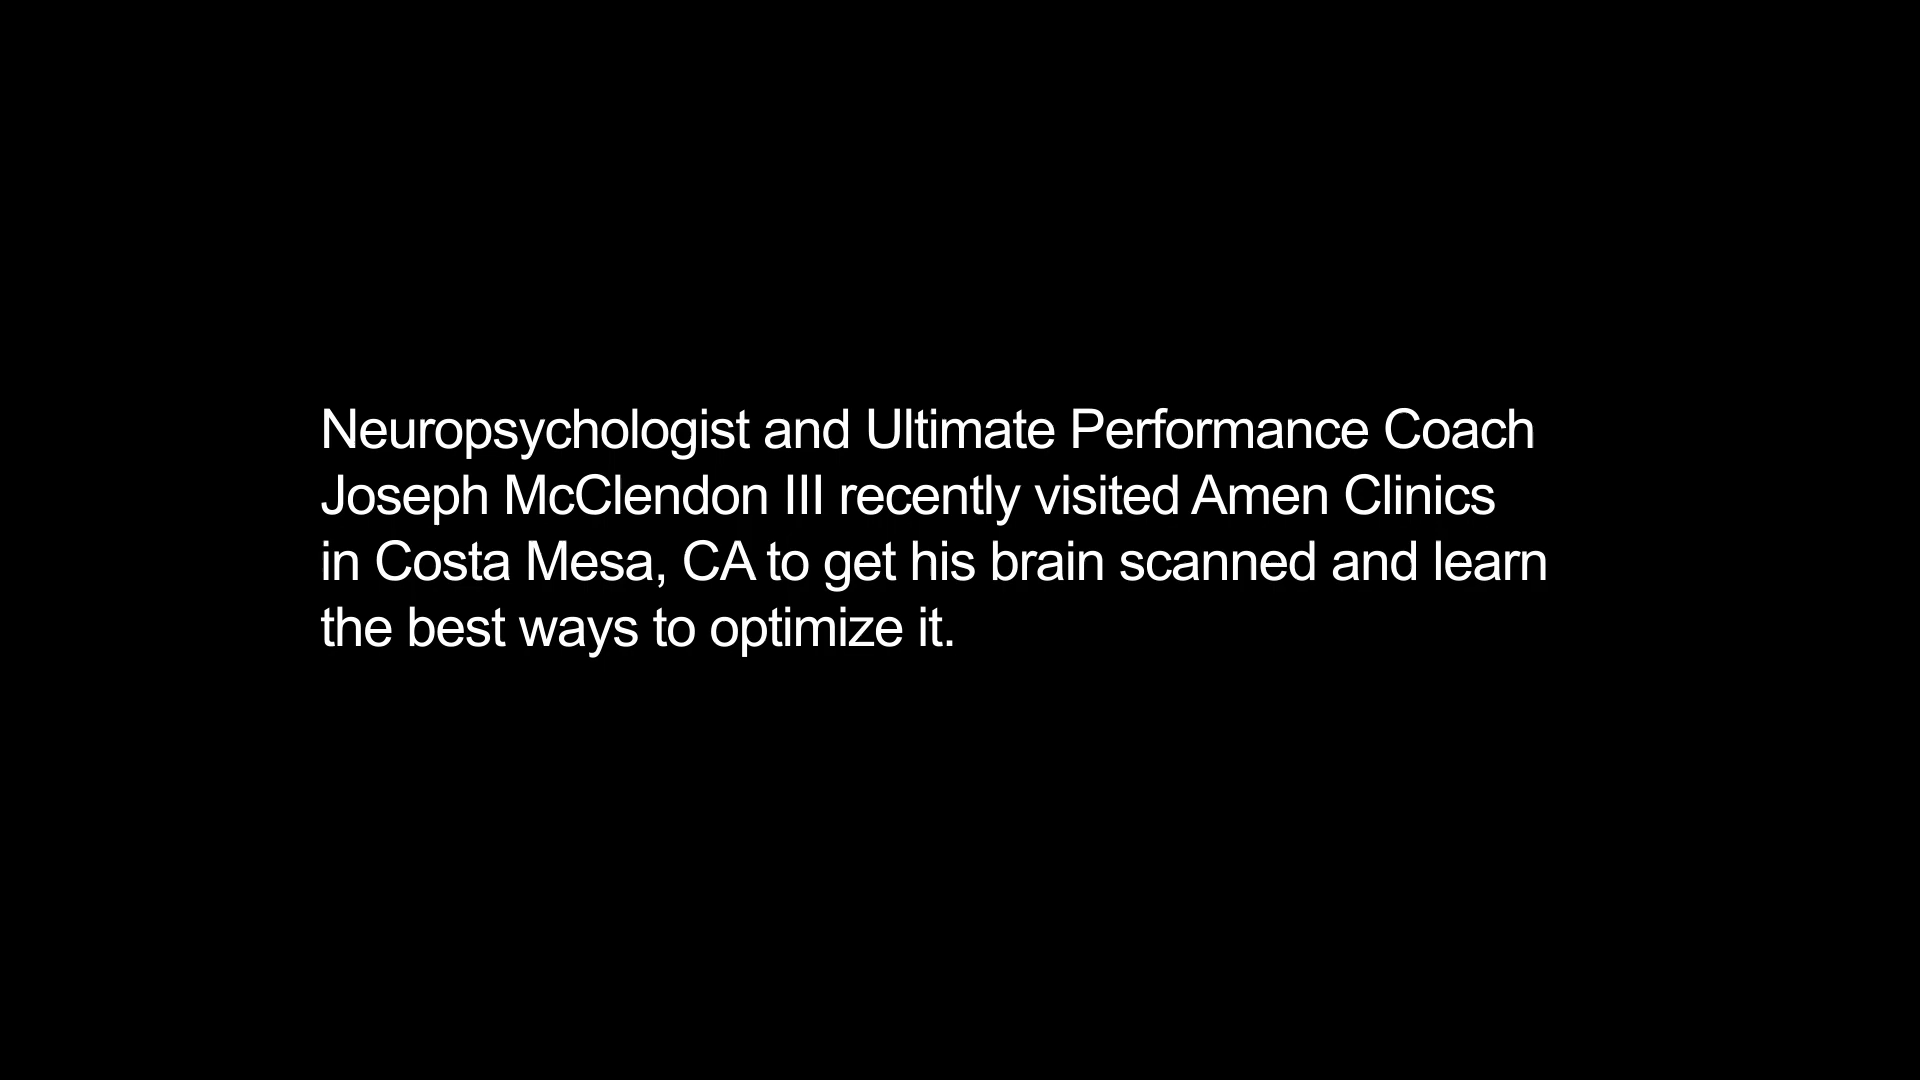 Neuropsychologist and Ultimate Performance Coach
Joseph McClendon III recently visited Amen Clinics
in Costa Mesa, CA to get his brain scanned and learn
the best ways to optimize it.